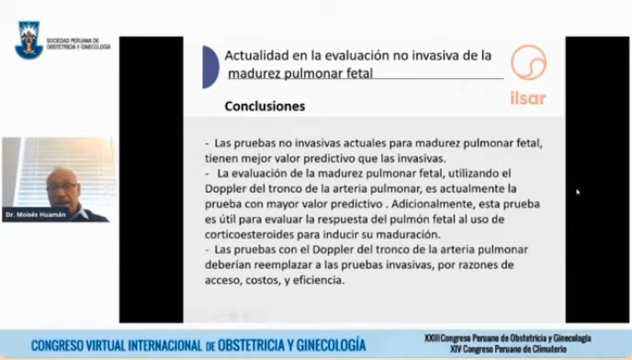 SOCIEDAD PERUANA DE
OBSTETRICIA Y GINECOLOGÍA
Actualidad en la evaluación no invasiva de la
madurez pulmonar fetal
ilsar
Conclusiones
- Las pruebas no invasivas actuales para madurez pulmonar fetal,
tienen mejor valor predictivo que las invasivas.
- La evaluación de la madurez pulmonar fetal, utilizando el
Doppler del tronco de la arteria pulmonar, es actualmente la
prueba con mayor valor predictivo . Adicionalmente, esta prueba
es útil para evaluar la respuesta del pulmón fetal al uso de
corticoesteroides para inducir su maduración.
- Las pruebas con el Doppler del tronco de la arteria pulmonar
deberían reemplazar a las pruebas invasivas, por razones de
acceso, costos, y eficiencia.
Dr. Moisés Huamán
CONGRESO VIRTUAL INTERNACIONAL DE OBSTETRICIA Y GINECOLOGÍA
XXIII Congreso Peruano de Obstetricia y Ginecología
XIV Congreso Peruano de Climaterio